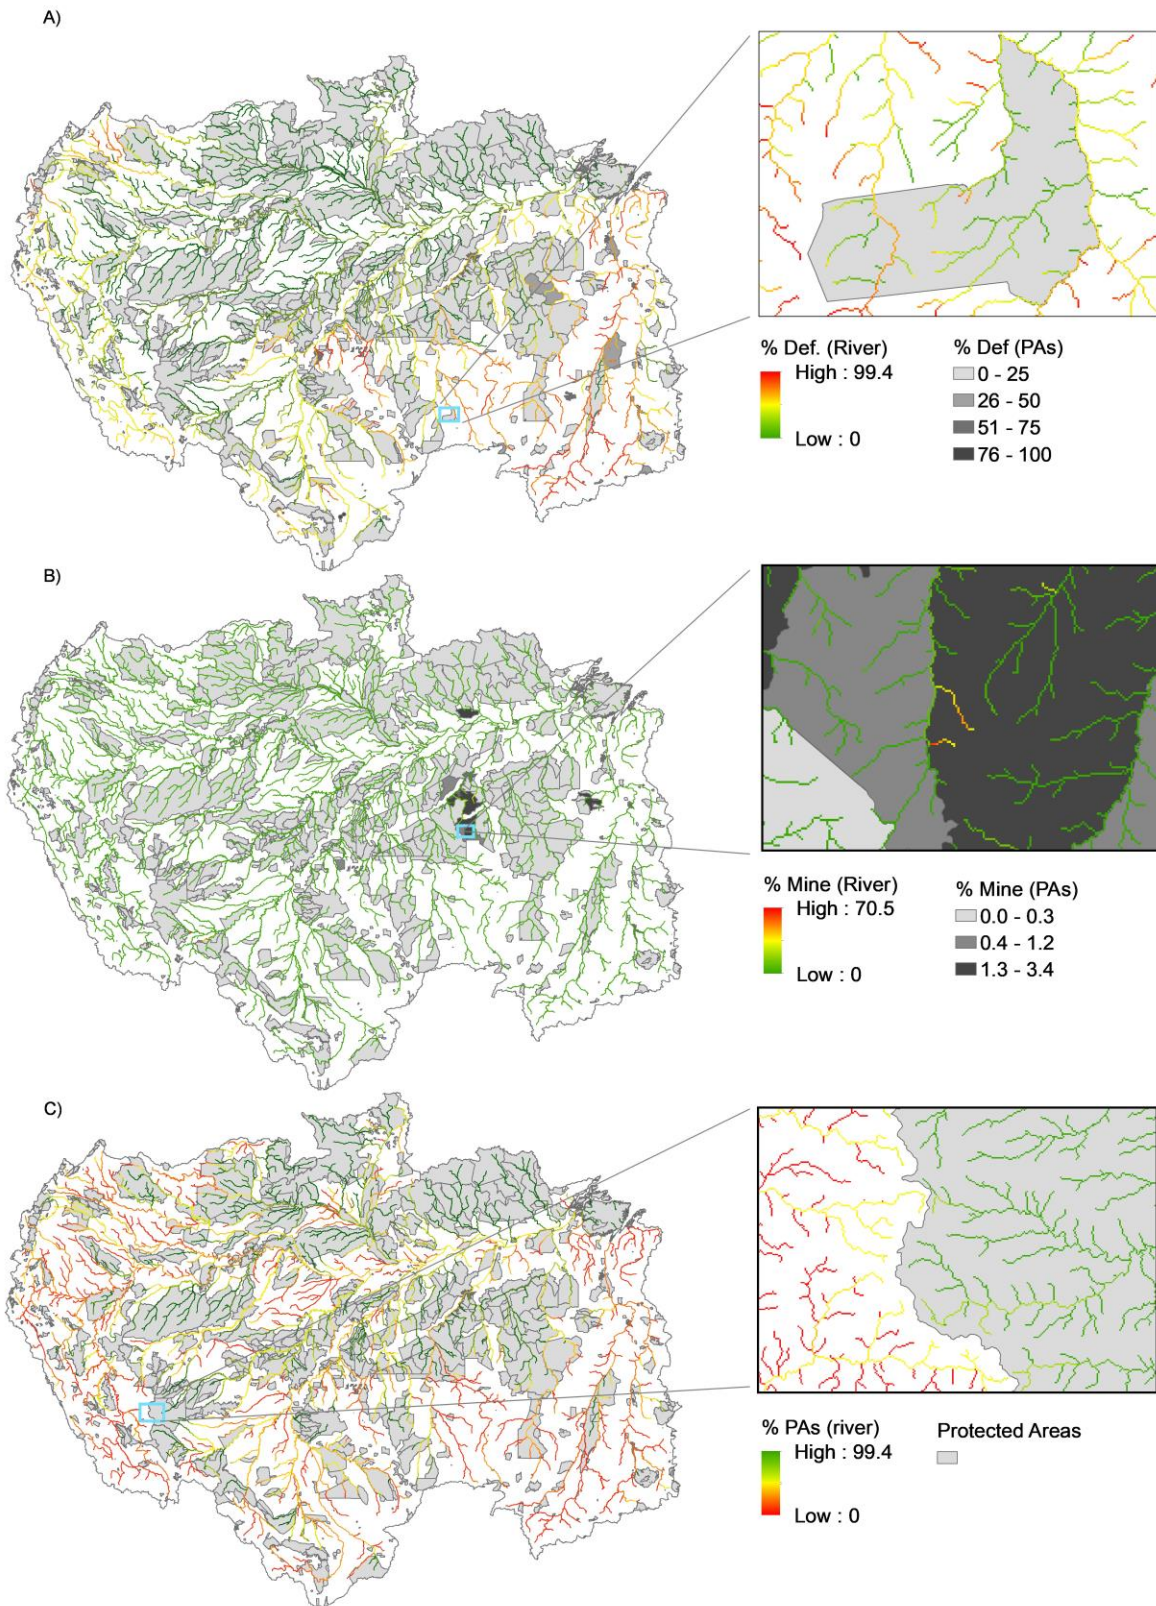 A)
% Def. (River)
High : 99.4
Low : 0
% Def (PAs)
0 - 25
26 - 50
51 - 75
76 - 100
B)
% Mine (River)
High : 70.5
Low : 0
% Mine (PAs)
0.0 - 0.3
0.4 - 1.2
1.3 - 3.4
C)
% PAs (river)
High : 99.4
Low : 0
Protected Areas